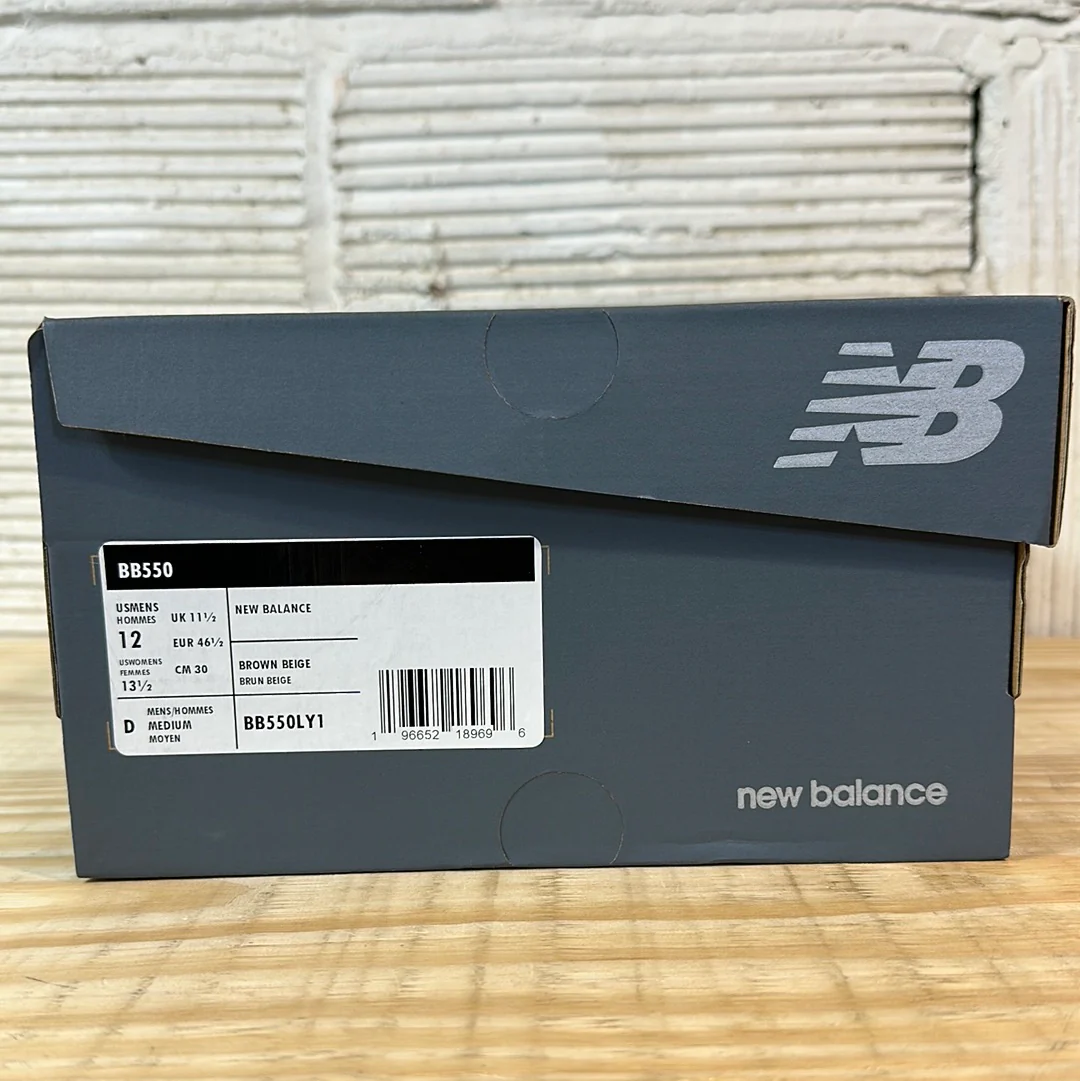 NB
BB550
USMENS
HOMMES
12
UK 11½
EUR 46½
USWOMENS
FEMMES
13½
CM 30
NEW BALANCE
BROWN BEIGE
BRUN BEIGE
D
MENS/HOMMES
MEDIUM
MOYEN
BB550LY1
1 96652 18969 6
new balance